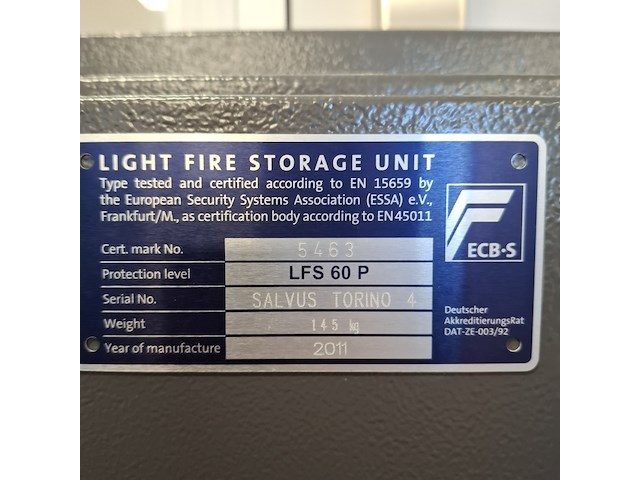 LIGHT FIRE STORAGE UNIT
Type tested and certified according to EN 15659 by
the European Security Systems Association (ESSA) e.V.,
Frankfurt/M., as certification body according to EN 45011
ECB·S
Cert. mark No. 5463
Protection level LFS 60 P
Serial No. SALVUS TORINO 4
Weight 145 kg
Year of manufacture 2011
Deutscher
AkkreditierungsRat
DAT-ZE-003/92